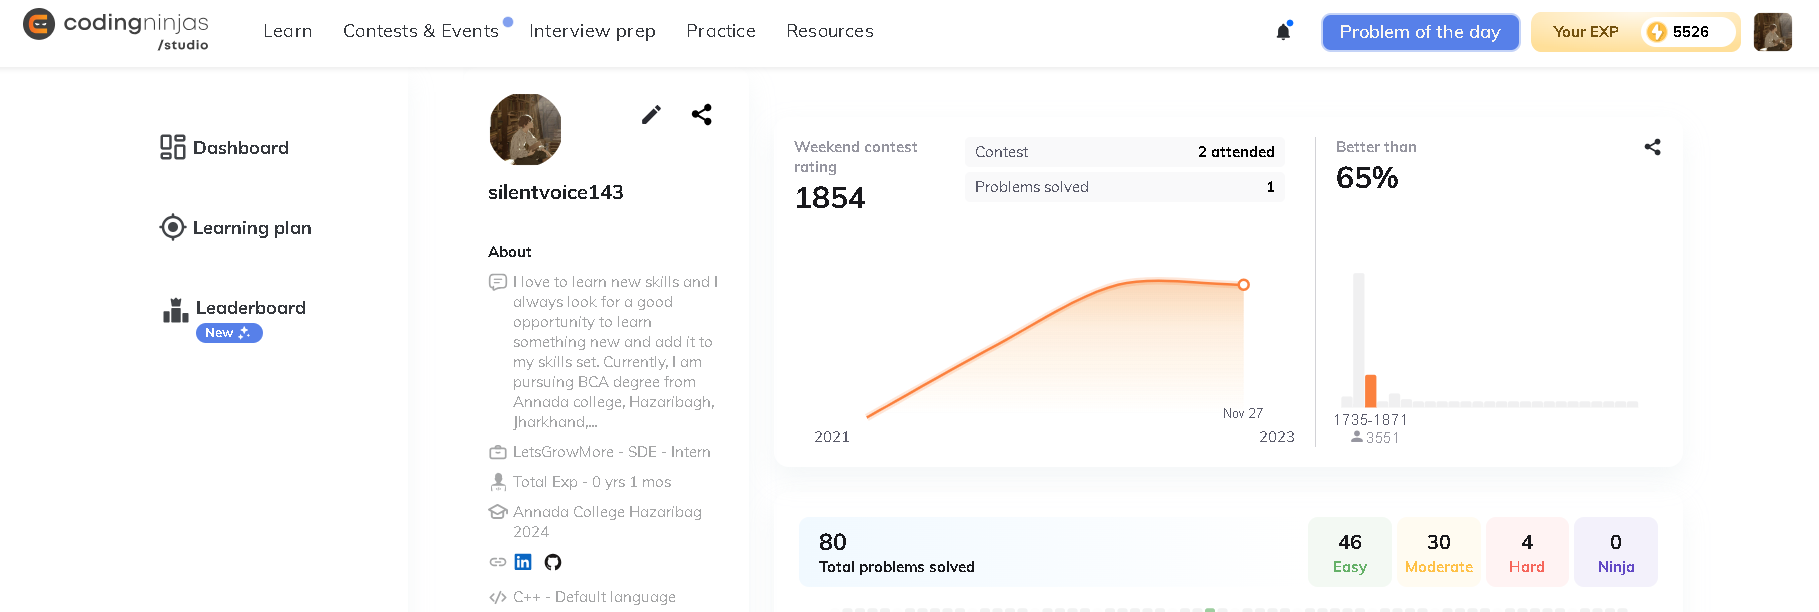 codingninjas
/studio
Learn
Contests & Events
Interview prep
Practice
Resources
Problem of the day
Your EXP
5526
Dashboard
Learning plan
Leaderboard
New
silentvoice143
About
I love to learn new skills and I
always look for a good
opportunity to learn
something new and add it to
my skills set. Currently, I am
pursuing BCA degree from
Annada college, Hazaribagh,
Jharkhand,...
LetsGrowMore - SDE - Intern
Total Exp - 0 yrs 1 mos
Annada College Hazaribag
2024
C++ - Default language
Weekend contest
rating
1854
Contest
2 attended
Problems solved
1
2021
Nov 27
2023
Better than
65%
1735-1871
3551
80
Total problems solved
46
Easy
30
Moderate
4
Hard
0
Ninja